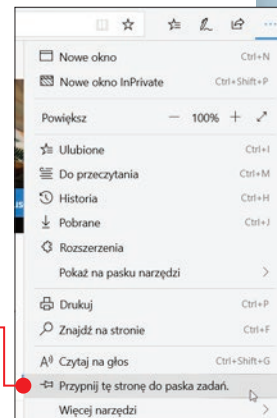 Nowe okno Ctrl+N
Nowe okno InPrivate Ctrl+Shift+P
Powiększ — 100% +
Ulubione Ctrl+I
Do przeczytania Ctrl+M
Historia Ctrl+H
Pobrane Ctrl+J
Rozszerzenia
Pokaż na pasku narzędzi
Drukuj Ctrl+P
Znajdź na stronie Ctrl+F
Czytaj na głos Ctrl+Shift+G
Przypnij tę stronę do paska zadań.
Więcej narzędzi